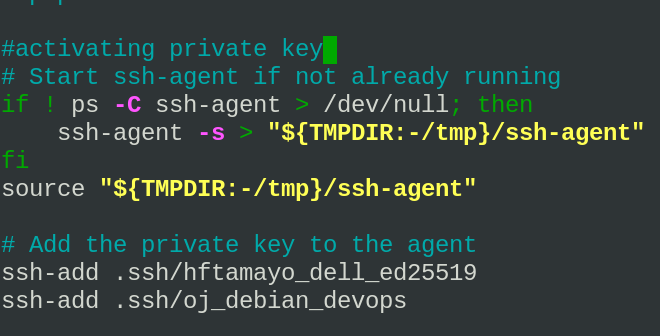 #activating private key
# Start ssh-agent if not already running
if ! ps -C ssh-agent > /dev/null; then
    ssh-agent -s > "${TMPDIR:-/tmp}/ssh-agent"
fi
source "${TMPDIR:-/tmp}/ssh-agent"

# Add the private key to the agent
ssh-add .ssh/hftamayo_dell_ed25519
ssh-add .ssh/oj_debian_devops